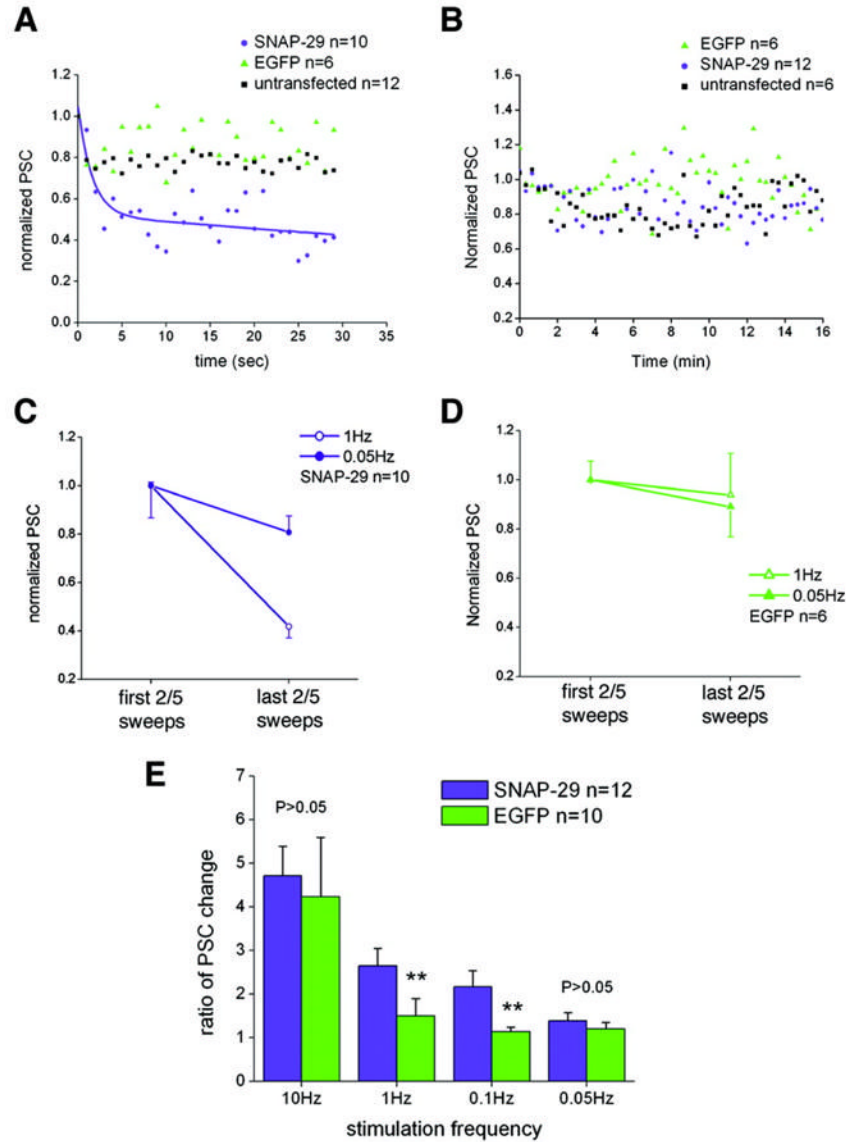 A
SNAP-29 n=10
EGFP n=6
untransfected n=12
1.2
1.0
0.8
0.6
0.4
0.2
0.0
normalized PSC
0 5 10 15 20 25 30 35
time (sec)
B
EGFP n=6
SNAP-29 n=12
untransfected n=6
1.6
1.4
1.2
1.0
0.8
0.6
0.4
0.2
Normalized PSC
0 2 4 6 8 10 12 14 16
Time (min)
C
1Hz
0.05Hz
SNAP-29 n=10
1.2
1.0
0.8
0.6
0.4
0.2
normalized PSC
first 2/5 last 2/5
sweeps sweeps
D
1.2
1.0
0.8
0.6
0.4
0.2
Normalized PSC
1Hz
0.05Hz
EGFP n=6
first 2/5 last 2/5
sweeps sweeps
E
SNAP-29 n=12
EGFP n=10
7
6
5
4
3
2
1
0
ratio of PSC change
P>0.05
**
**
P>0.05
10Hz 1Hz 0.1Hz 0.05Hz
stimulation frequency